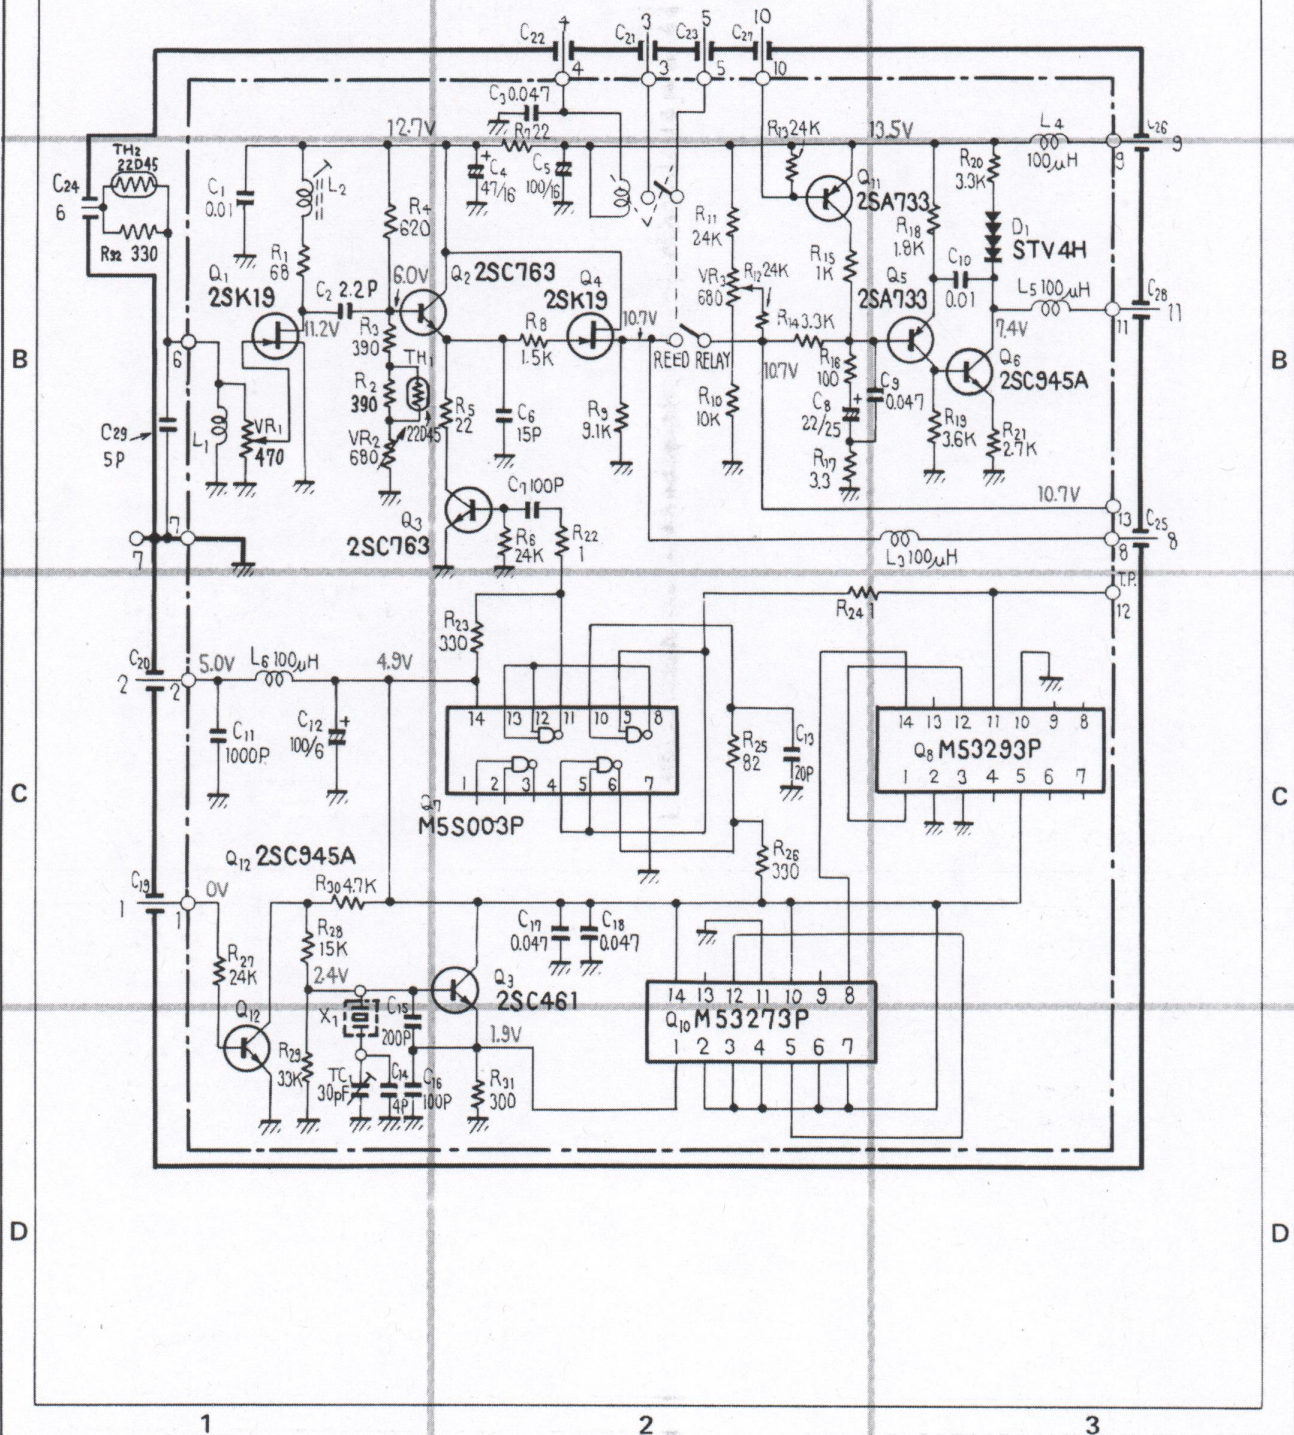 4 3 5 10
C22 C21 C23 C27
4 3 5 10
C3 0.047
12.7V R7 22 R13 24K 13.5V L4 C26
9 9
100μH
TH2
22D45
C24
6
R32 330
C1
0.01
L2
R1
68
R4
620
C4
47/16
C5
100/16
R11
24K
Q11
2SA733
R18
1.8K
R20
3.3K
D1
STV4H
Q1
2SK19
C2 2.2P
11.2V
6.0V
Q2
2SC763
Q4
2SK19
10.7V
VR3
680
R12 24K
R15
1K
Q5
2SA733
C10
0.01
L5 100μH
C28
11 11
7.4V
B B
6
R3
390
TH1
R2
390
22D45
VR2
680
R8
1.5K
REED RELAY
R14 3.3K
10.7V
R16
100
Q6
2SC945A
C29
5P
L1
VR1
470
R5
22
C6
15P
R9
9.1K
R10
10K
C8
22/25
C9
0.047
R17
3.3
R19
3.6K
R21
2.7K
10.7V
13
7 7
Q3
2SC763
C7 100P
R6
24K
R22
1
L3 100μH
C25
8 8
R24 1
T.P.
12
R23
330
C20
2 2
5.0V
L6 100μH
4.9V
C11
1000P
C12
100/6
14 13 12 11 10 9 8
1 2 3 4 5 6 7
Q7
M5S003P
R25
82
C13
20P
14 13 12 11 10 9 8
Q8 M53293P
1 2 3 4 5 6 7
C C
Q12 2SC945A
R26
330
C19
1 1
0V
R30 4.7K
R28
15K
C17
0.047
C18
0.047
R27
24K
2.4V
Q3
2SC461
Q12
X1
C15
200P
1.9V
14 13 12 11 10 9 8
Q10 M53273P
1 2 3 4 5 6 7
R29
33K
TC1
30pF
C14
4P
C16
100P
R31
300
D D
1 2 3